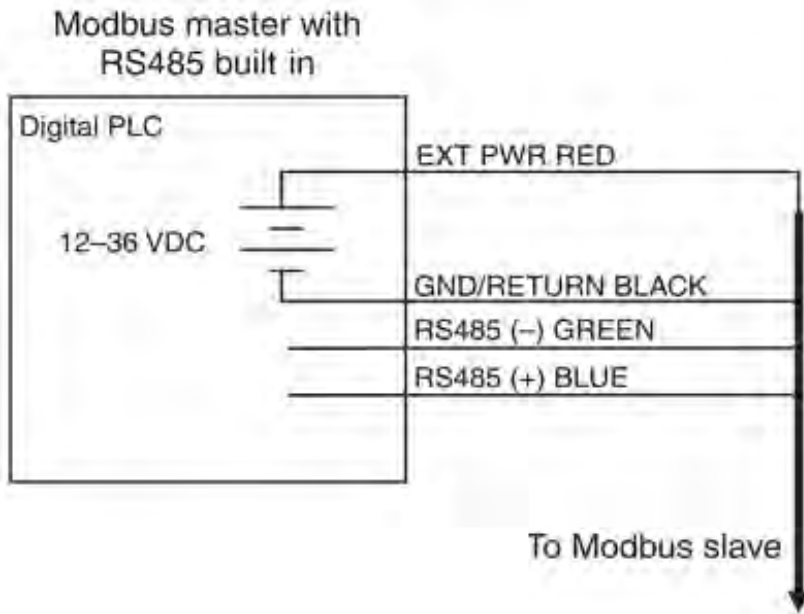 Modbus master with
RS485 built in
Digital PLC
EXT PWR RED
12–36 VDC
GND/RETURN BLACK
RS485 (–) GREEN
RS485 (+) BLUE
To Modbus slave